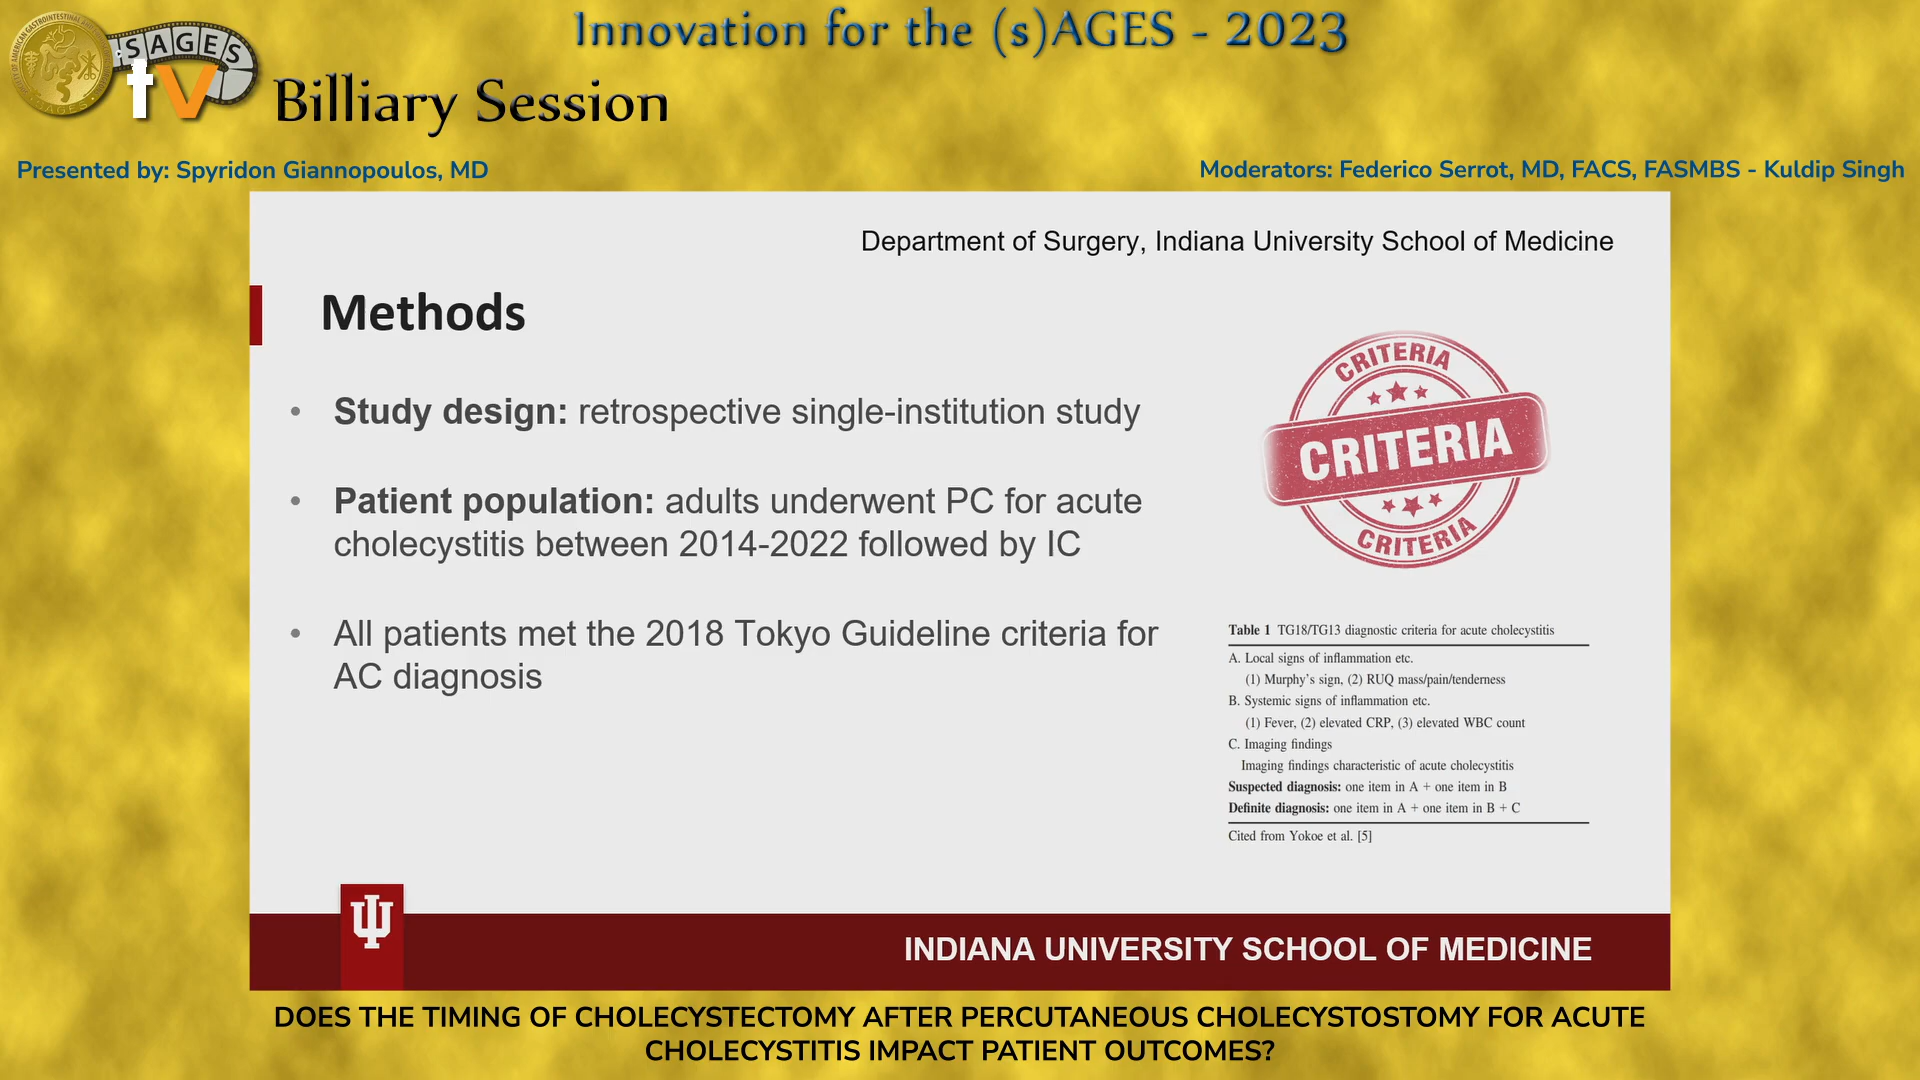 Innovation for the (s)AGES - 2023
SAGES
tv
Billiary Session
Presented by: Spyridon Giannopoulos, MD
Moderators: Federico Serrot, MD, FACS, FASMBS - Kuldip Singh
Department of Surgery, Indiana University School of Medicine
Methods
• Study design: retrospective single-institution study
• Patient population: adults underwent PC for acute
cholecystitis between 2014-2022 followed by IC
• All patients met the 2018 Tokyo Guideline criteria for
AC diagnosis
CRITERIA
CRITERIA
CRITERIA
Table 1 TG18/TG13 diagnostic criteria for acute cholecystitis
A. Local signs of inflammation etc.
(1) Murphy's sign, (2) RUQ mass/pain/tenderness
B. Systemic signs of inflammation etc.
(1) Fever, (2) elevated CRP, (3) elevated WBC count
C. Imaging findings
Imaging findings characteristic of acute cholecystitis
Suspected diagnosis: one item in A + one item in B
Definite diagnosis: one item in A + one item in B + C
Cited from Yokoe et al. [5]
INDIANA UNIVERSITY SCHOOL OF MEDICINE
DOES THE TIMING OF CHOLECYSTECTOMY AFTER PERCUTANEOUS CHOLECYSTOSTOMY FOR ACUTE
CHOLECYSTITIS IMPACT PATIENT OUTCOMES?